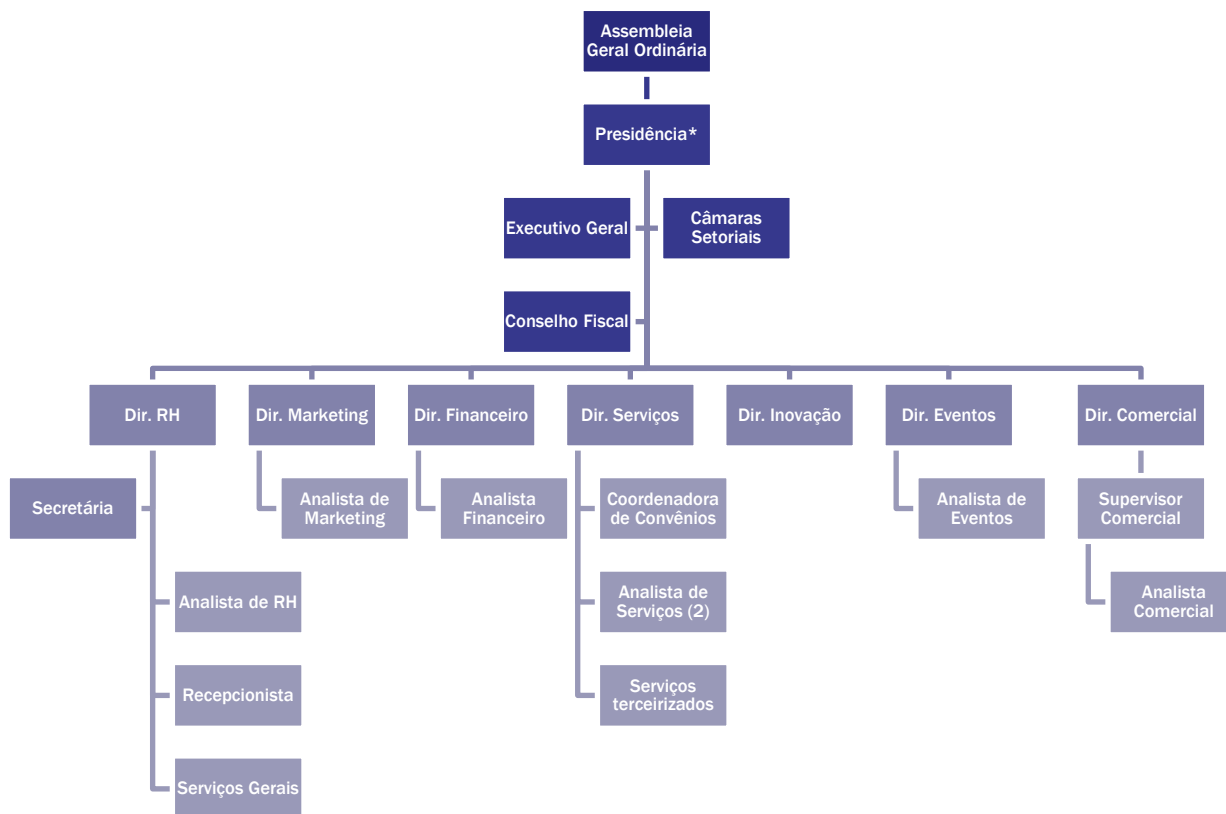 Assembleia
Geral Ordinária
Presidência*
Executivo Geral
Câmaras
Setoriais
Conselho Fiscal
Dir. RH
Dir. Marketing
Dir. Financeiro
Dir. Serviços
Dir. Inovação
Dir. Eventos
Dir. Comercial
Secretária
Analista de
Marketing
Analista
Financeiro
Coordenadora
de Convênios
Analista de
Eventos
Supervisor
Comercial
Analista de RH
Analista de
Serviços (2)
Analista
Comercial
Recepcionista
Serviços
terceirizados
Serviços Gerais